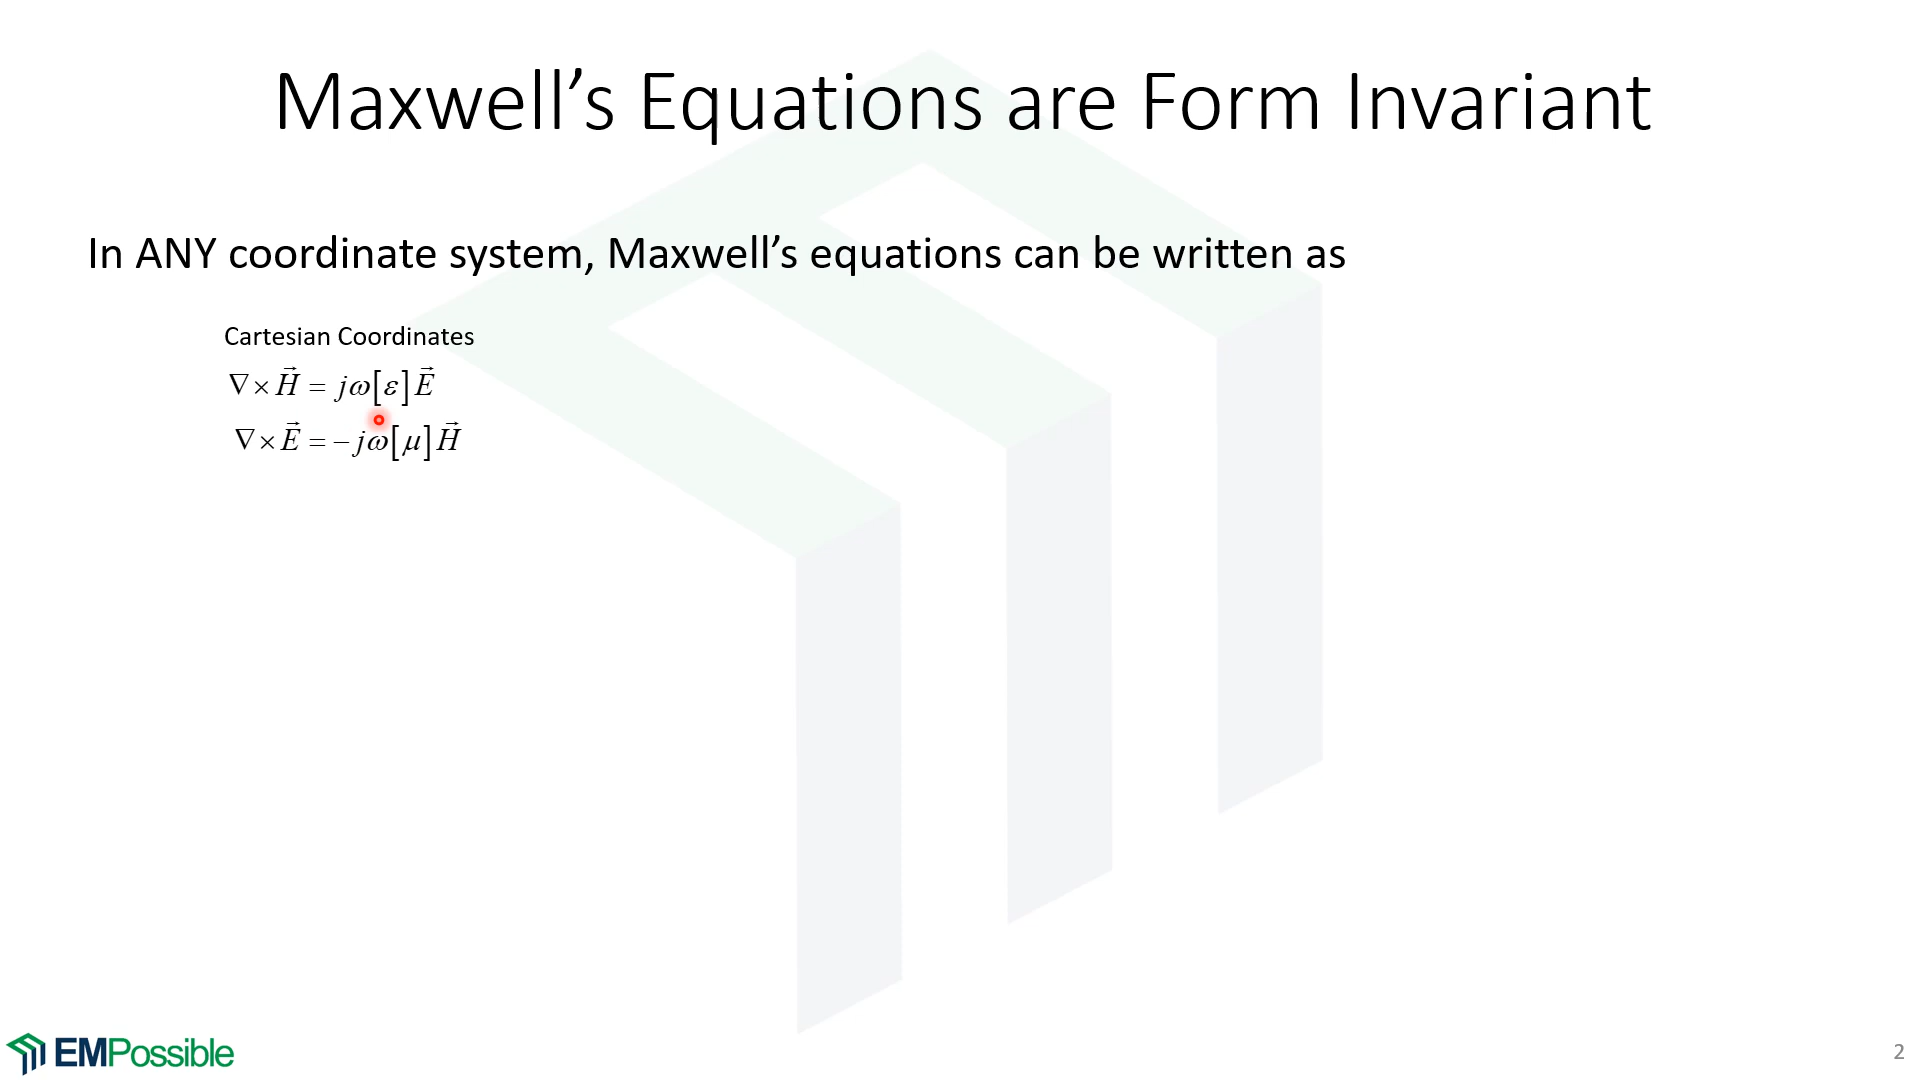 Maxwell’s Equations are Form Invariant
In ANY coordinate system, Maxwell’s equations can be written as
Cartesian Coordinates
∇×H⃗ = jω[ε]E⃗
∇×E⃗ = −jω[μ]H⃗
EMPossible
2